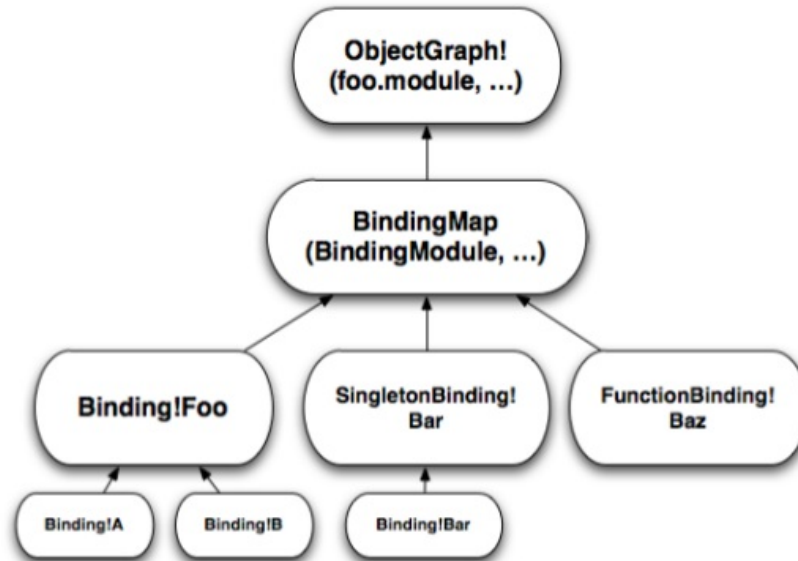 ObjectGraph!
(foo.module, …)
BindingMap
(BindingModule, …)
Binding!Foo
SingletonBinding!
Bar
FunctionBinding!
Baz
Binding!A
Binding!B
Binding!Bar